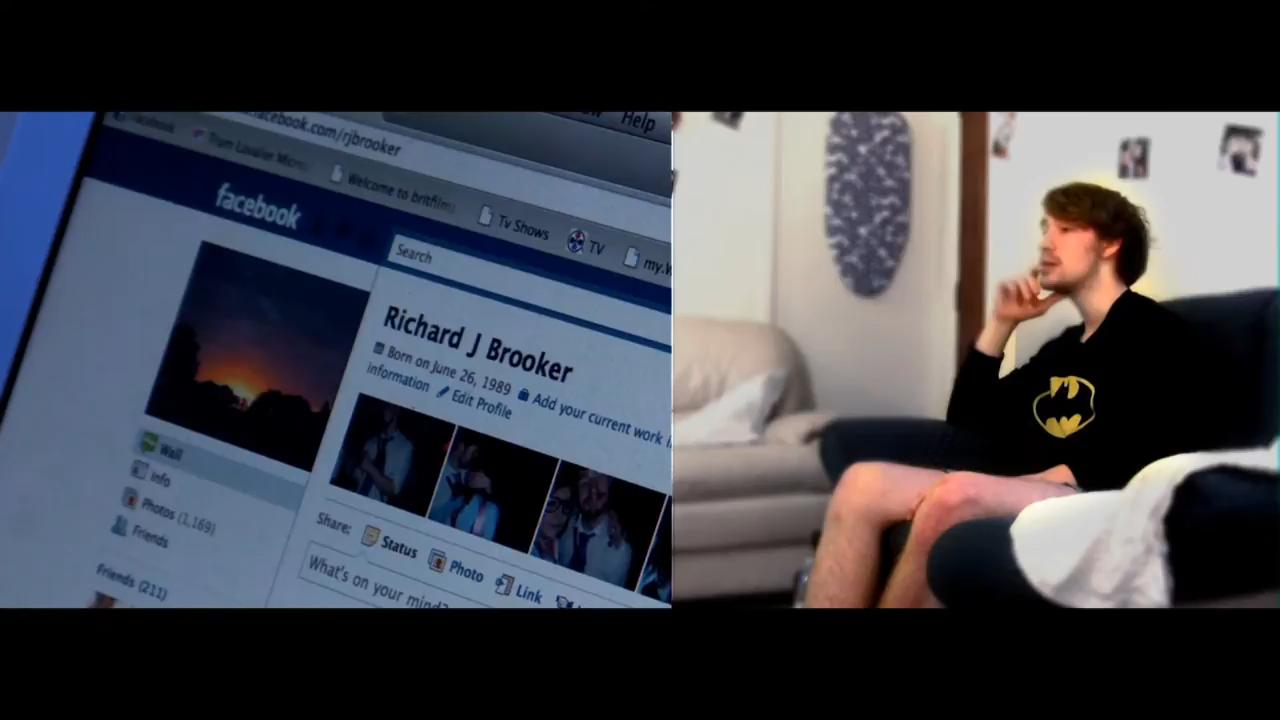 Help
facebook.com/rjbrooker
Facebook
Welcome to britfilms
Tv Shows
TV
facebook
Search
Richard J Brooker
Born on June 26, 1989
Add your current work
information
Edit Profile
Wall
Info
Photos (1,169)
Friends
Friends (211)
Share:
Status
Photo
Link
What's on your mind?